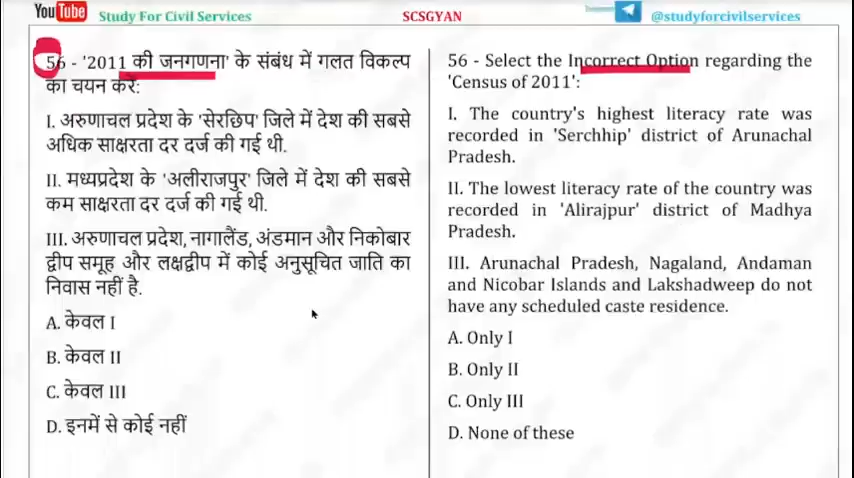 You Tube Study For Civil Services
SCSGYAN
@studyforcivilservices
56 - '2011 की जनगणना' के संबंध में गलत विकल्प
का चयन करें:
I. अरुणाचल प्रदेश के 'सेरछिप' जिले में देश की सबसे
अधिक साक्षरता दर दर्ज की गई थी.
II. मध्यप्रदेश के 'अलीराजपुर' जिले में देश की सबसे
कम साक्षरता दर दर्ज की गई थी.
III. अरुणाचल प्रदेश, नागालैंड, अंडमान और निकोबार
द्वीप समूह और लक्षद्वीप में कोई अनुसूचित जाति का
निवास नहीं है.
A. केवल I
B. केवल II
C. केवल III
D. इनमें से कोई नहीं
56 - Select the Incorrect Option regarding the
'Census of 2011':
I. The country's highest literacy rate was
recorded in 'Serchhip' district of Arunachal
Pradesh.
II. The lowest literacy rate of the country was
recorded in 'Alirajpur' district of Madhya
Pradesh.
III. Arunachal Pradesh, Nagaland, Andaman
and Nicobar Islands and Lakshadweep do not
have any scheduled caste residence.
A. Only I
B. Only II
C. Only III
D. None of these